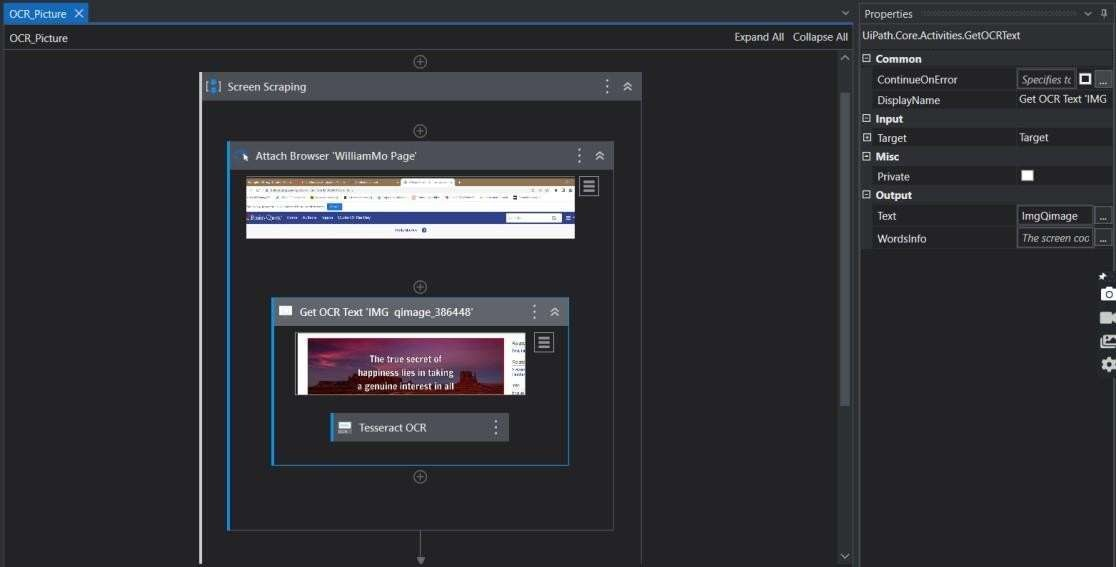 OCR_Picture
OCR_Picture
Expand All Collapse All
Screen Scraping
Attach Browser 'WilliamMo Page'
Get OCR Text 'IMG qimage_386448'
The true secret of
happiness lies in taking
a genuine interest in all
Tesseract OCR
Properties
UiPath.Core.Activities.GetOCRText
Common
ContinueOnError Specifies tc ...
DisplayName Get OCR Text 'IMG
Input
Target Target
Misc
Private
Output
Text ImgQimage ...
WordsInfo The screen coo ...